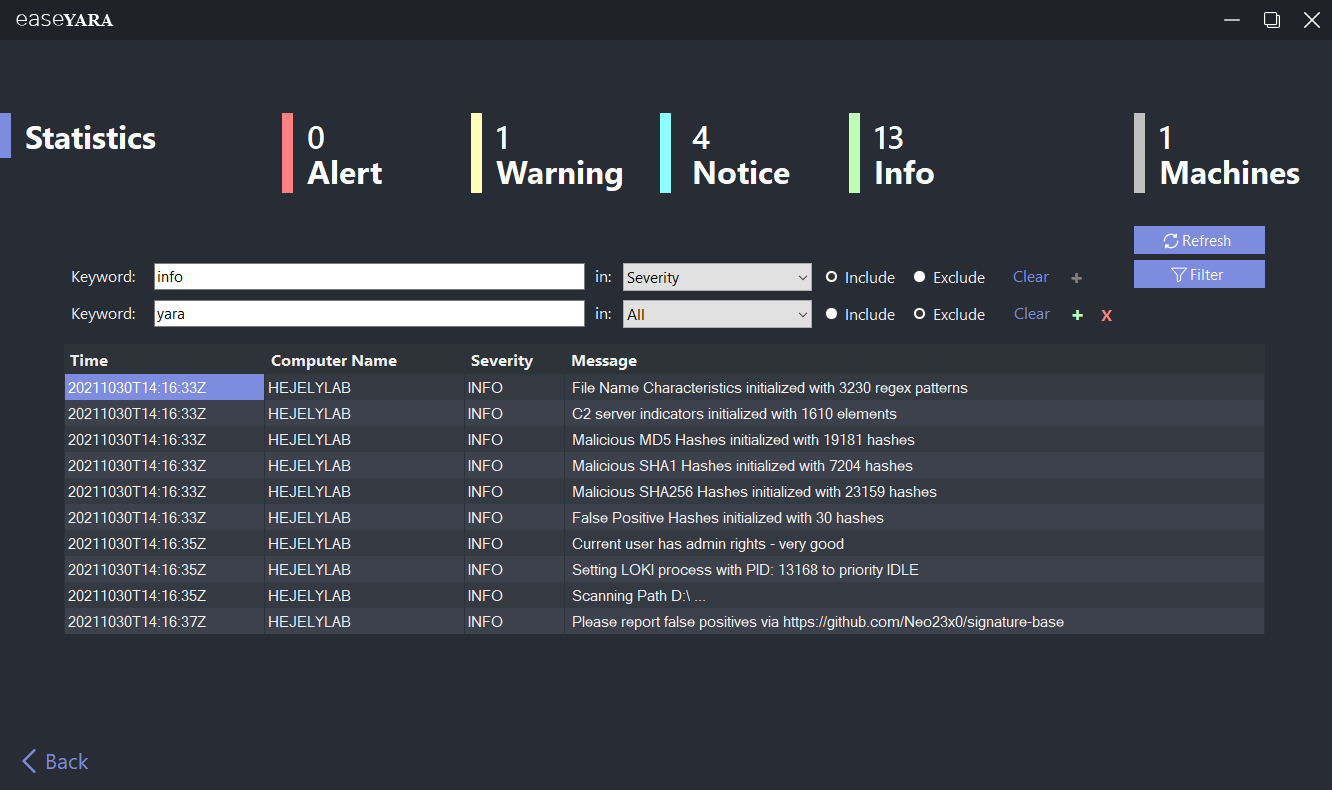 easeYARA
Statistics
0
Alert
1
Warning
4
Notice
13
Info
1
Machines
Refresh
Filter
Keyword: info in: Severity Include Exclude Clear +
Keyword: yara in: All Include Exclude Clear + X
Time Computer Name Severity Message
20211030T14:16:33Z HEJELYLAB INFO File Name Characteristics initialized with 3230 regex patterns
20211030T14:16:33Z HEJELYLAB INFO C2 server indicators initialized with 1610 elements
20211030T14:16:33Z HEJELYLAB INFO Malicious MD5 Hashes initialized with 19181 hashes
20211030T14:16:33Z HEJELYLAB INFO Malicious SHA1 Hashes initialized with 7204 hashes
20211030T14:16:33Z HEJELYLAB INFO Malicious SHA256 Hashes initialized with 23159 hashes
20211030T14:16:33Z HEJELYLAB INFO False Positive Hashes initialized with 30 hashes
20211030T14:16:35Z HEJELYLAB INFO Current user has admin rights - very good
20211030T14:16:35Z HEJELYLAB INFO Setting LOKI process with PID: 13168 to priority IDLE
20211030T14:16:35Z HEJELYLAB INFO Scanning Path D:\ ...
20211030T14:16:37Z HEJELYLAB INFO Please report false positives via https://github.com/Neo23x0/signature-base
Back